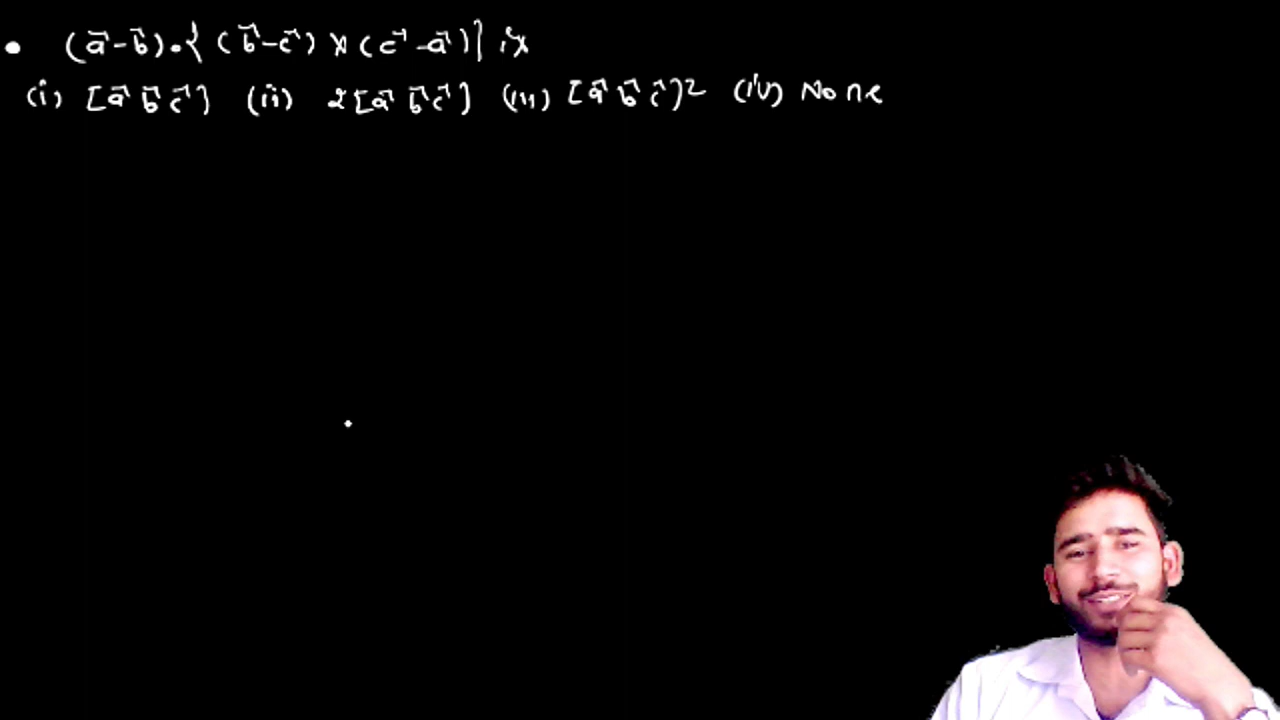 • (a⃗-b⃗).{(b⃗-c⃗)×(c⃗-a⃗)} is
(i) [a⃗ b⃗ c⃗] (ii) 2[a⃗ b⃗ c⃗] (iii) [a⃗ b⃗ c⃗]² (iv) None